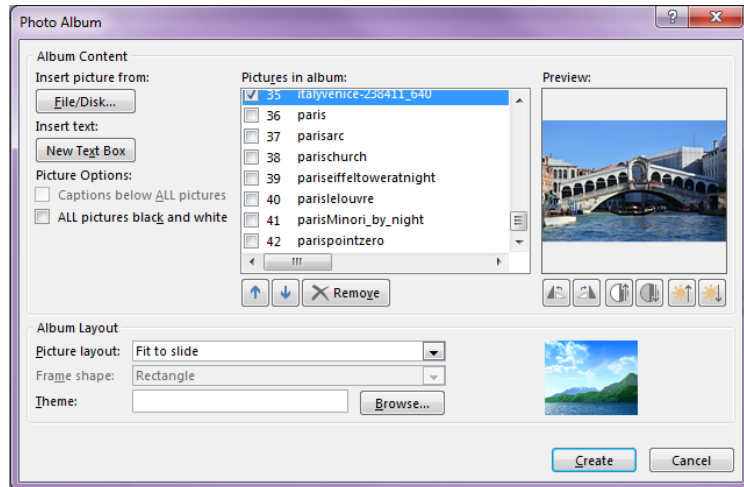 Photo Album
Album Content
Insert picture from:
File/Disk...
Insert text:
New Text Box
Picture Options:
Captions below ALL pictures
ALL pictures black and white
Pictures in album:
35 italyvenice-238411_640
36 paris
37 parisarc
38 parischurch
39 pariseiffeltoweratnight
40 parislelouvre
41 parisMinori_by_night
42 parispointzero
Remove
Preview:
Album Layout
Picture layout: Fit to slide
Frame shape: Rectangle
Theme:
Browse...
Create
Cancel